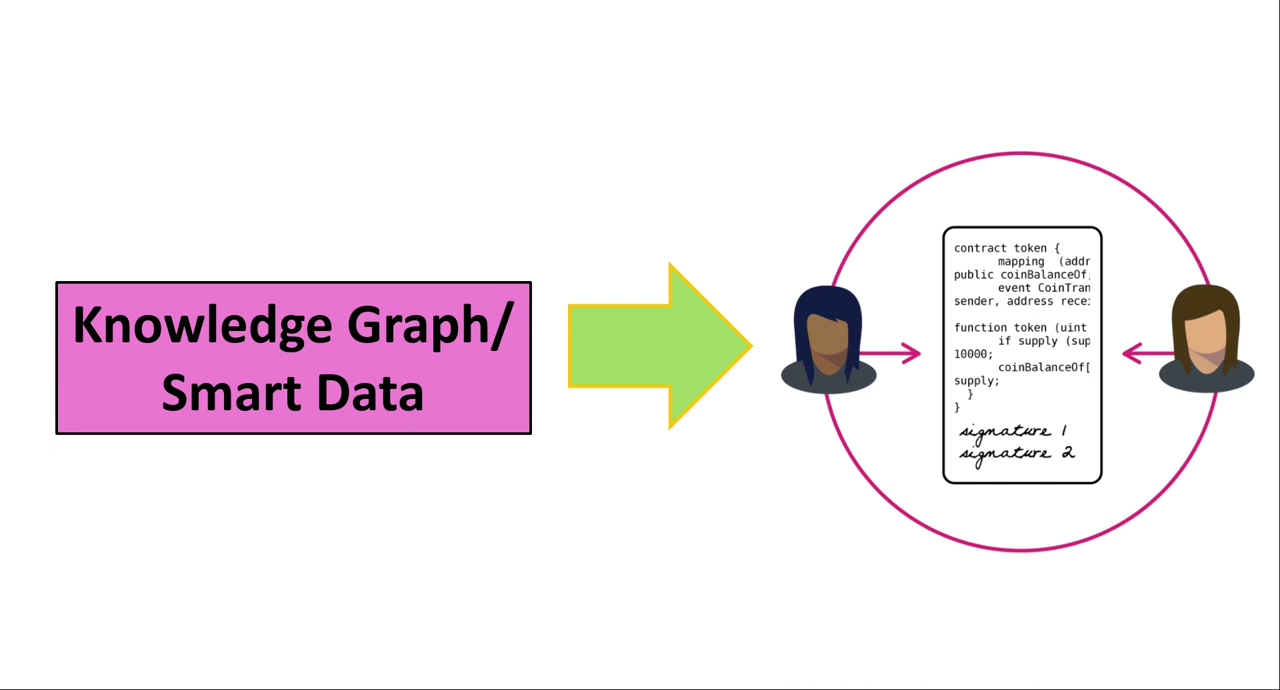 Knowledge Graph/
Smart Data
contract token {
mapping (addr
public coinBalanceOf;
event CoinTran
sender, address recei
function token (uint
if supply (sup
10000;
coinBalanceOf[
supply;
}
}
signature 1
signature 2